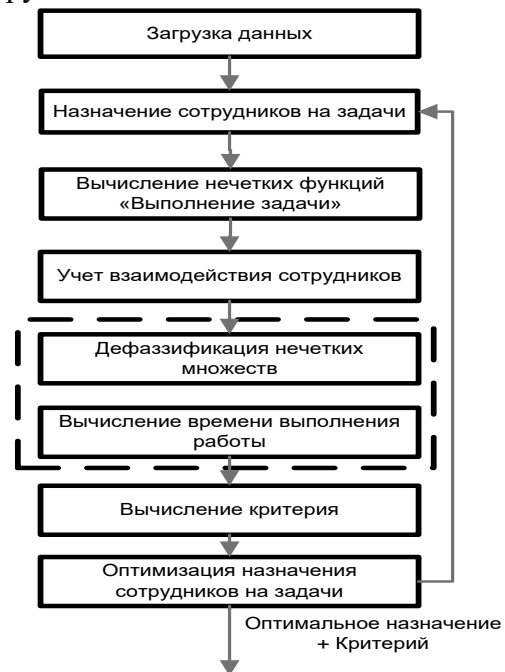 Загрузка данных
Назначение сотрудников на задачи
Вычисление нечетких функций
«Выполнение задачи»
Учет взаимодействия сотрудников
Дефаззификация нечетких
множеств
Вычисление времени выполнения
работы
Вычисление критерия
Оптимизация назначения
сотрудников на задачи
Оптимальное назначение
+ Критерий